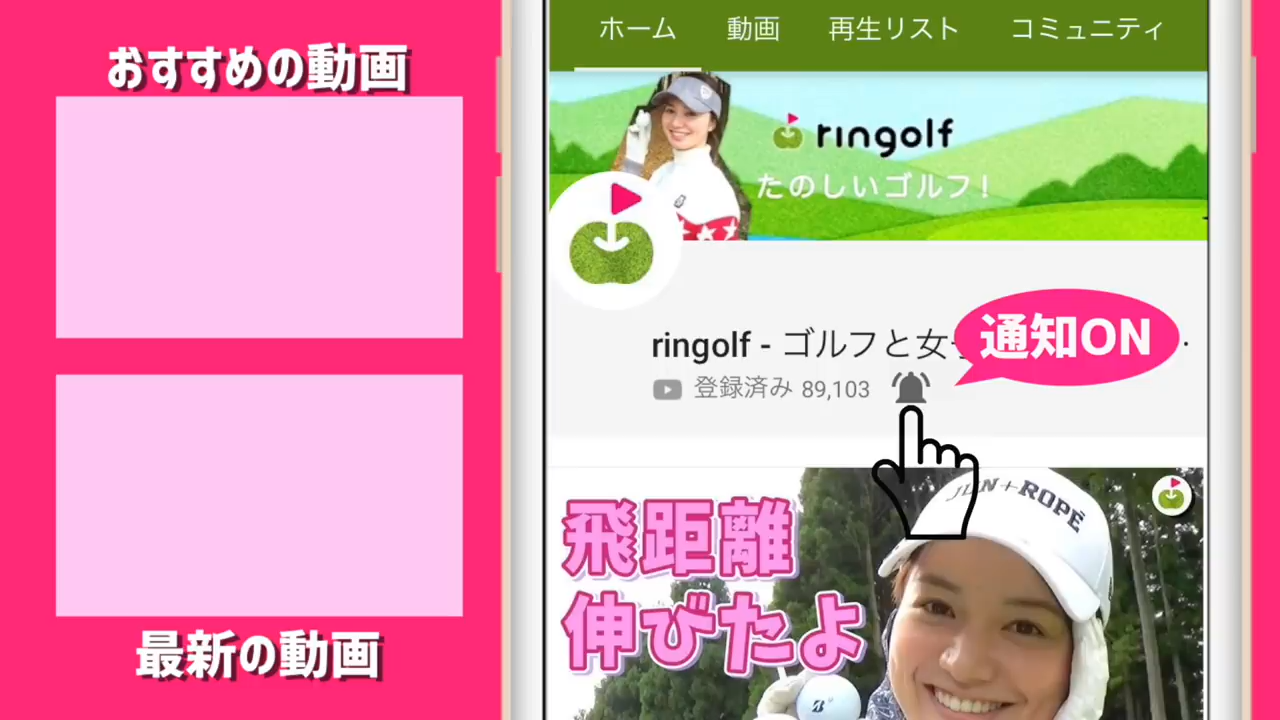 おすすめの動画
最新の動画
ホーム 動画 再生リスト コミュニティ
ringolf
たのしいゴルフ!
ringolf - ゴルフと女
通知ON
登録済み 89,103
JUN+ROPÉ
飛距離
伸びたよ
B